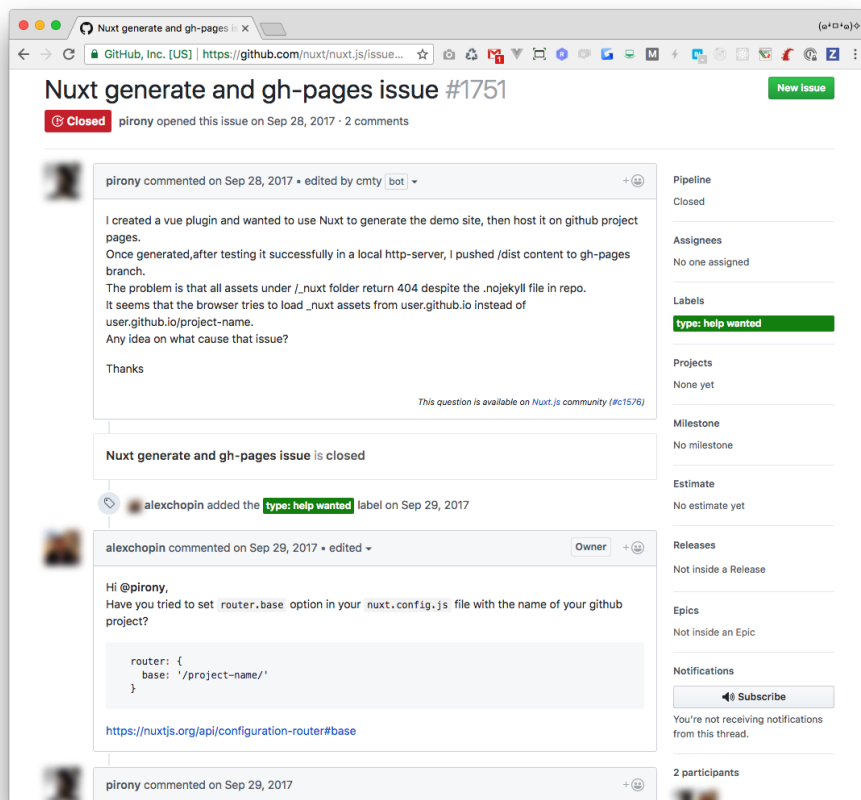 Nuxt generate and gh-pages is
GitHub, Inc. [US] | https://github.com/nuxt/nuxt.js/issue...
Nuxt generate and gh-pages issue #1751
New issue
Closed pirony opened this issue on Sep 28, 2017 · 2 comments
pirony commented on Sep 28, 2017 • edited by cmty bot
I created a vue plugin and wanted to use Nuxt to generate the demo site, then host it on github project
pages.
Once generated,after testing it successfully in a local http-server, I pushed /dist content to gh-pages
branch.
The problem is that all assets under /_nuxt folder return 404 despite the .nojekyll file in repo.
It seems that the browser tries to load _nuxt assets from user.github.io instead of
user.github.io/project-name.
Any idea on what cause that issue?
Thanks
This question is available on Nuxt.js community (#c1576)
Nuxt generate and gh-pages issue is closed
alexchopin added the type: help wanted label on Sep 29, 2017
alexchopin commented on Sep 29, 2017 • edited
Owner
Hi @pirony,
Have you tried to set router.base option in your nuxt.config.js file with the name of your github
project?
router: {
base: '/project-name/'
}
https://nuxtjs.org/api/configuration-router#base
pirony commented on Sep 29, 2017
Pipeline
Closed
Assignees
No one assigned
Labels
type: help wanted
Projects
None yet
Milestone
No milestone
Estimate
No estimate yet
Releases
Not inside a Release
Epics
Not inside an Epic
Notifications
Subscribe
You're not receiving notifications
from this thread.
2 participants